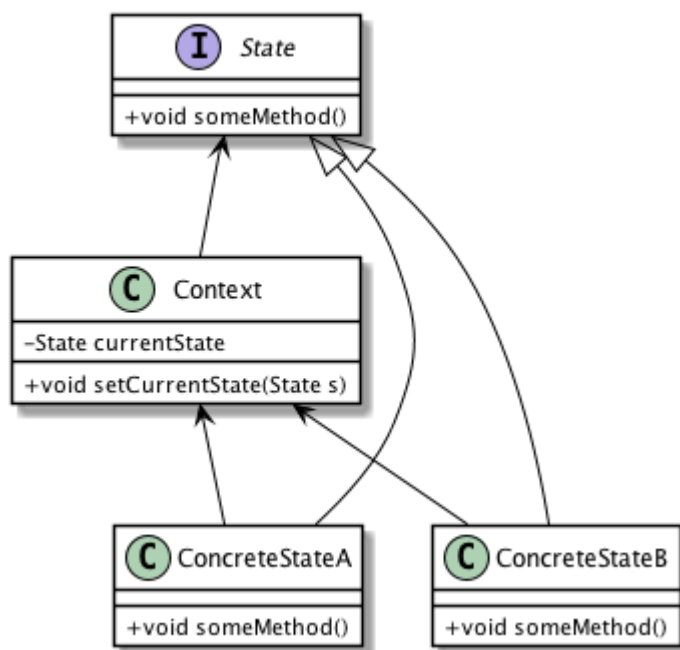 I State
+void someMethod()
C Context
-State currentState
+void setCurrentState(State s)
C ConcreteStateA
+void someMethod()
C ConcreteStateB
+void someMethod()